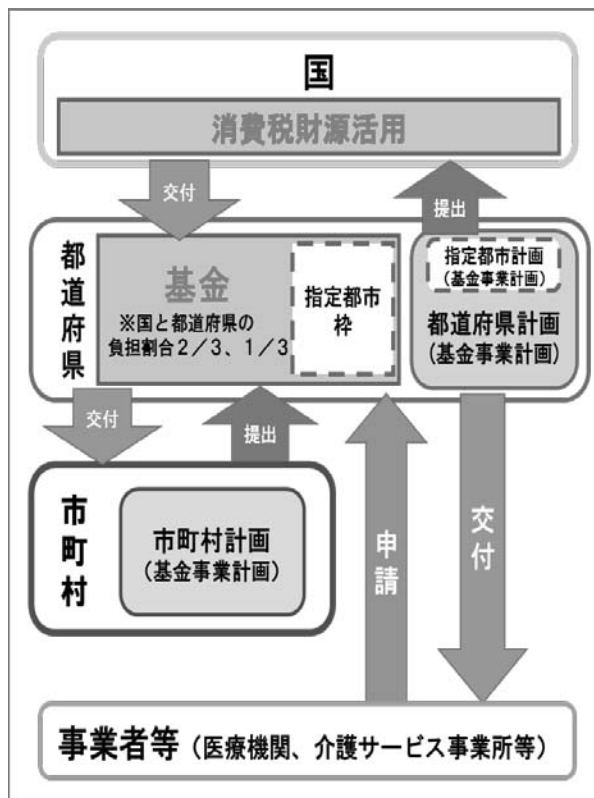 国
消費税財源活用
交付
提出
都道府県
基金
※国と都道府県の
負担割合2/3、1/3
指定都市
枠
指定都市計画
(基金事業計画)
都道府県計画
(基金事業計画)
交付
提出
市町村
市町村計画
(基金事業計画)
申請
交付
事業者等(医療機関、介護サービス事業所等)